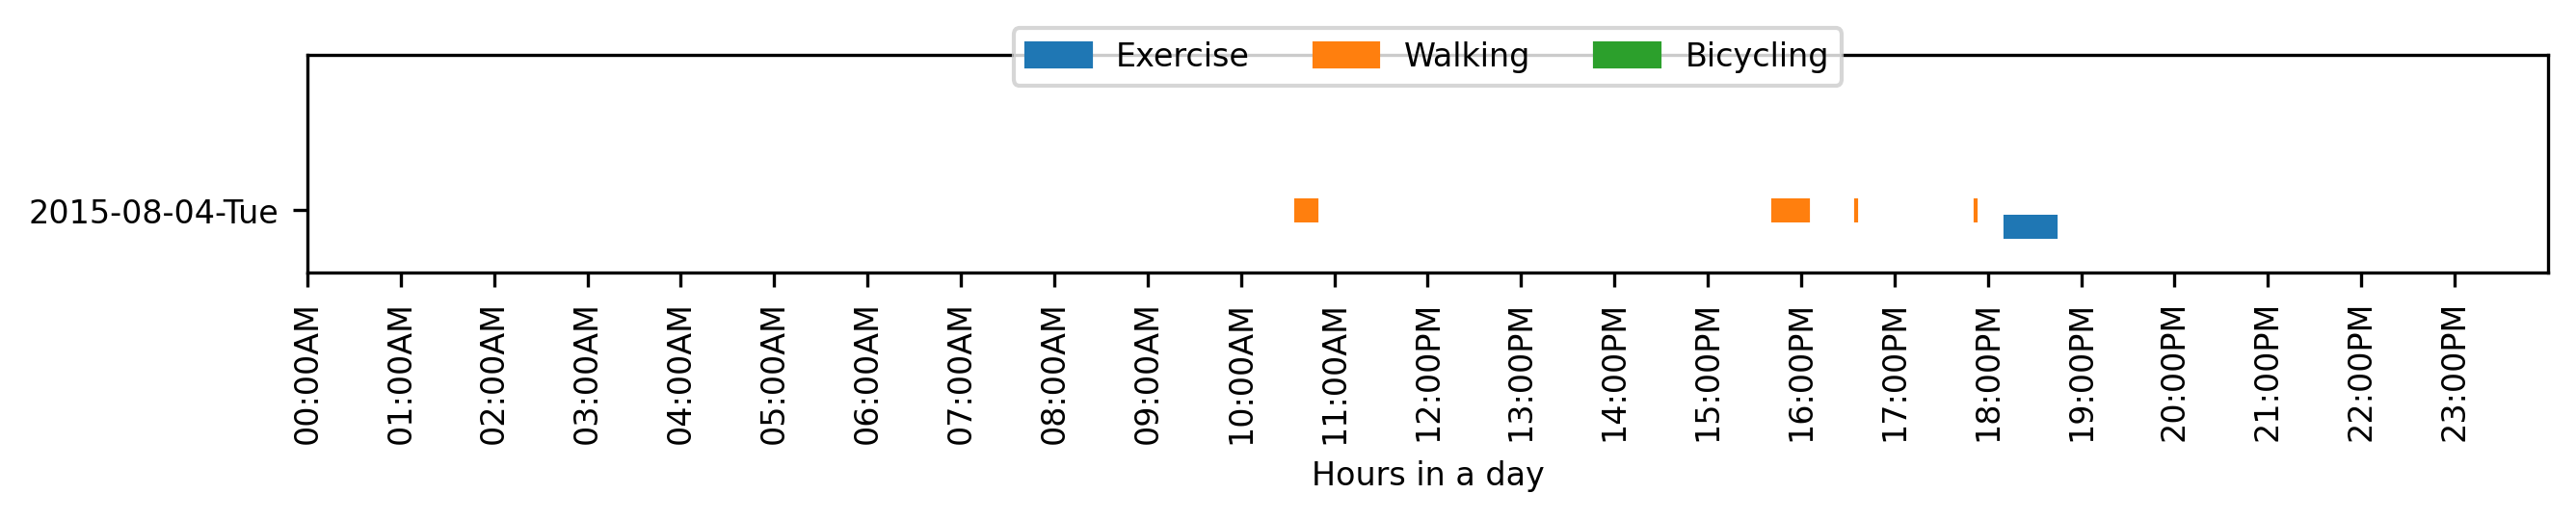 Exercise Walking Bicycling
2015-08-04-Tue
00:00AM
01:00AM
02:00AM
03:00AM
04:00AM
05:00AM
06:00AM
07:00AM
08:00AM
09:00AM
10:00AM
11:00AM
12:00PM
13:00PM
14:00PM
15:00PM
16:00PM
17:00PM
18:00PM
19:00PM
20:00PM
21:00PM
22:00PM
23:00PM
Hours in a day